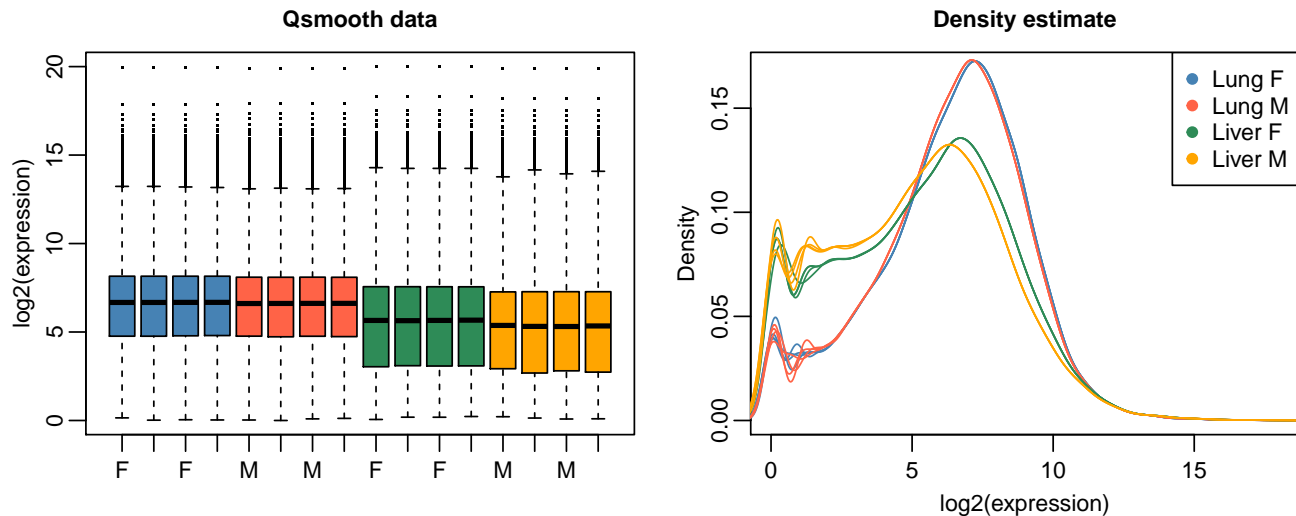 Qsmooth data
log2(expression)
20
15
10
5
0
F F M M F F M M
Density estimate
Density
0.15
0.10
0.05
0.00
0 5 10 15
log2(expression)
Lung F
Lung M
Liver F
Liver M